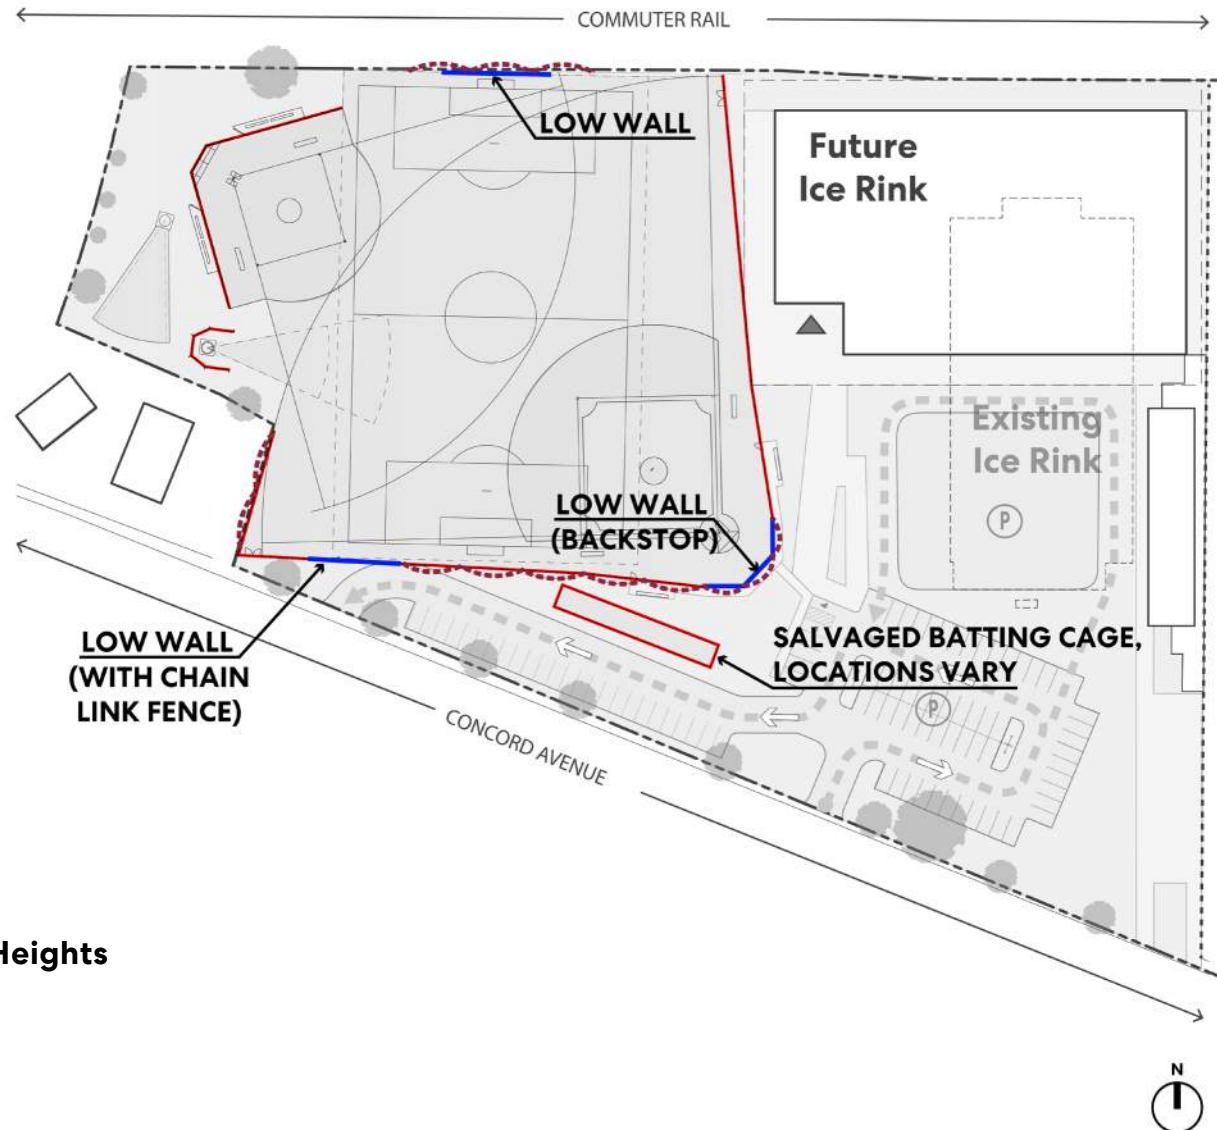 COMMUTER RAIL
LOW WALL
Future
Ice Rink
Existing
Ice Rink
P
LOW WALL
(BACKSTOP)
LOW WALL
(WITH CHAIN
LINK FENCE)
SALVAGED BATTING CAGE,
LOCATIONS VARY
P
CONCORD AVENUE
Heights
N